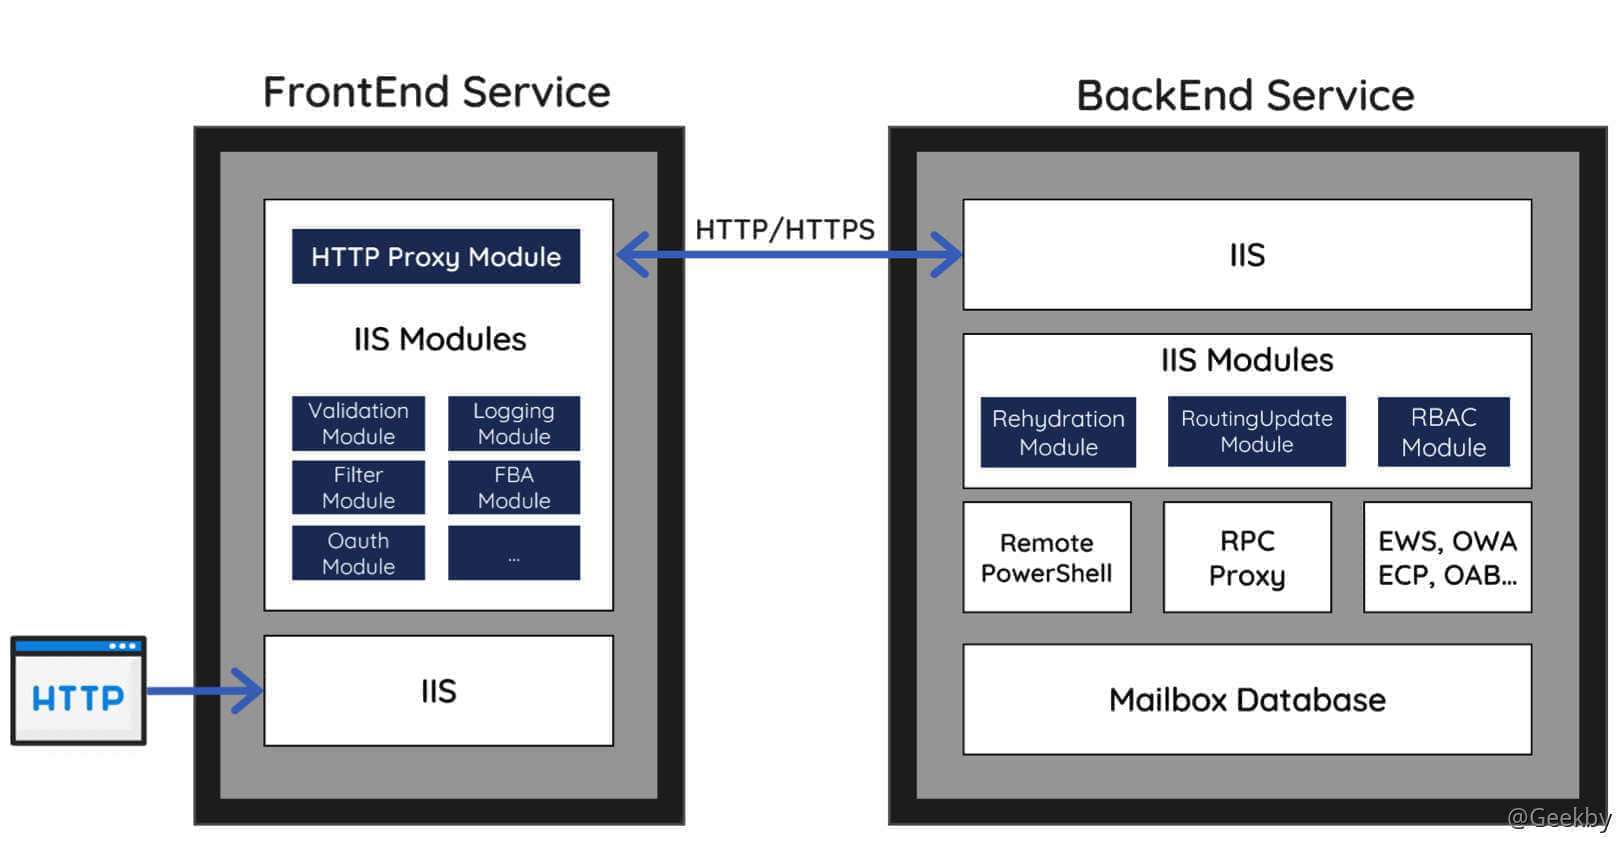 FrontEnd Service
BackEnd Service
HTTP Proxy Module
IIS Modules
Validation
Module
Logging
Module
Filter
Module
FBA
Module
Oauth
Module
...
IIS
HTTP
HTTP/HTTPS
IIS
IIS Modules
Rehydration
Module
RoutingUpdate
Module
RBAC
Module
Remote
PowerShell
RPC
Proxy
EWS, OWA
ECP, OAB...
Mailbox Database
@Geekby